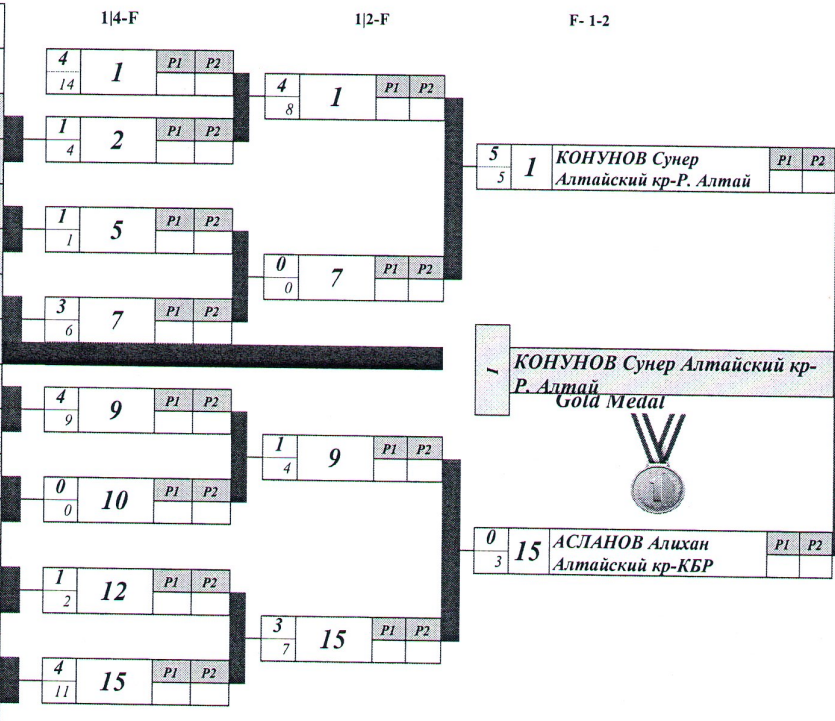 1|4-F 1|2-F F- 1-2
4 14 1 P1 P2
4 8 1 P1 P2
1 4 2 P1 P2
5 5 1 КОНУНОВ Сунер P1 P2
Алтайский кр-Р. Алтай
1 1 5 P1 P2
0 0 7 P1 P2
3 6 7 P1 P2
1 КОНУНОВ Сунер Алтайский кр-
Р. Алтай
Gold Medal
4 9 9 P1 P2
1 4 9 P1 P2
1
0 0 10 P1 P2
0 3 15 АСЛАНОВ Алихан P1 P2
Алтайский кр-КБР
1 2 12 P1 P2
3 7 15 P1 P2
4 11 15 P1 P2